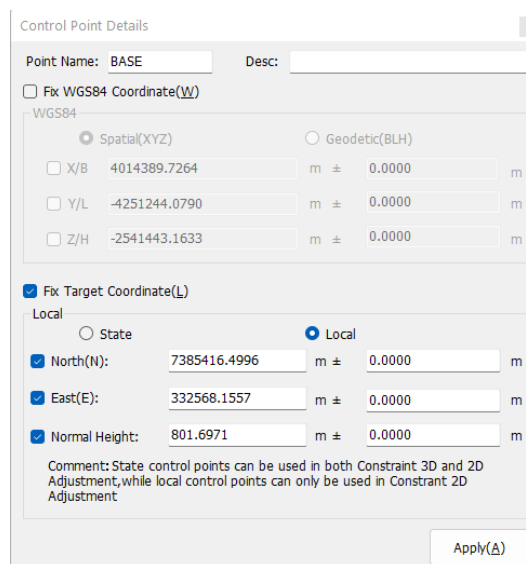 Control Point Details
Point Name: BASE Desc:
Fix WGS84 Coordinate(W)
WGS84
Spatial(XYZ) Geodetic(BLH)
X/B 4014389.7264 m ± 0.0000 m
Y/L -4251244.0790 m ± 0.0000 m
Z/H -2541443.1633 m ± 0.0000 m
Fix Target Coordinate(L)
Local
State Local
North(N): 7385416.4996 m ± 0.0000 m
East(E): 332568.1557 m ± 0.0000 m
Normal Height: 801.6971 m ± 0.0000 m
Comment: State control points can be used in both Constraint 3D and 2D
Adjustment,while local control points can only be used in Constrant 2D
Adjustment
Apply(A)